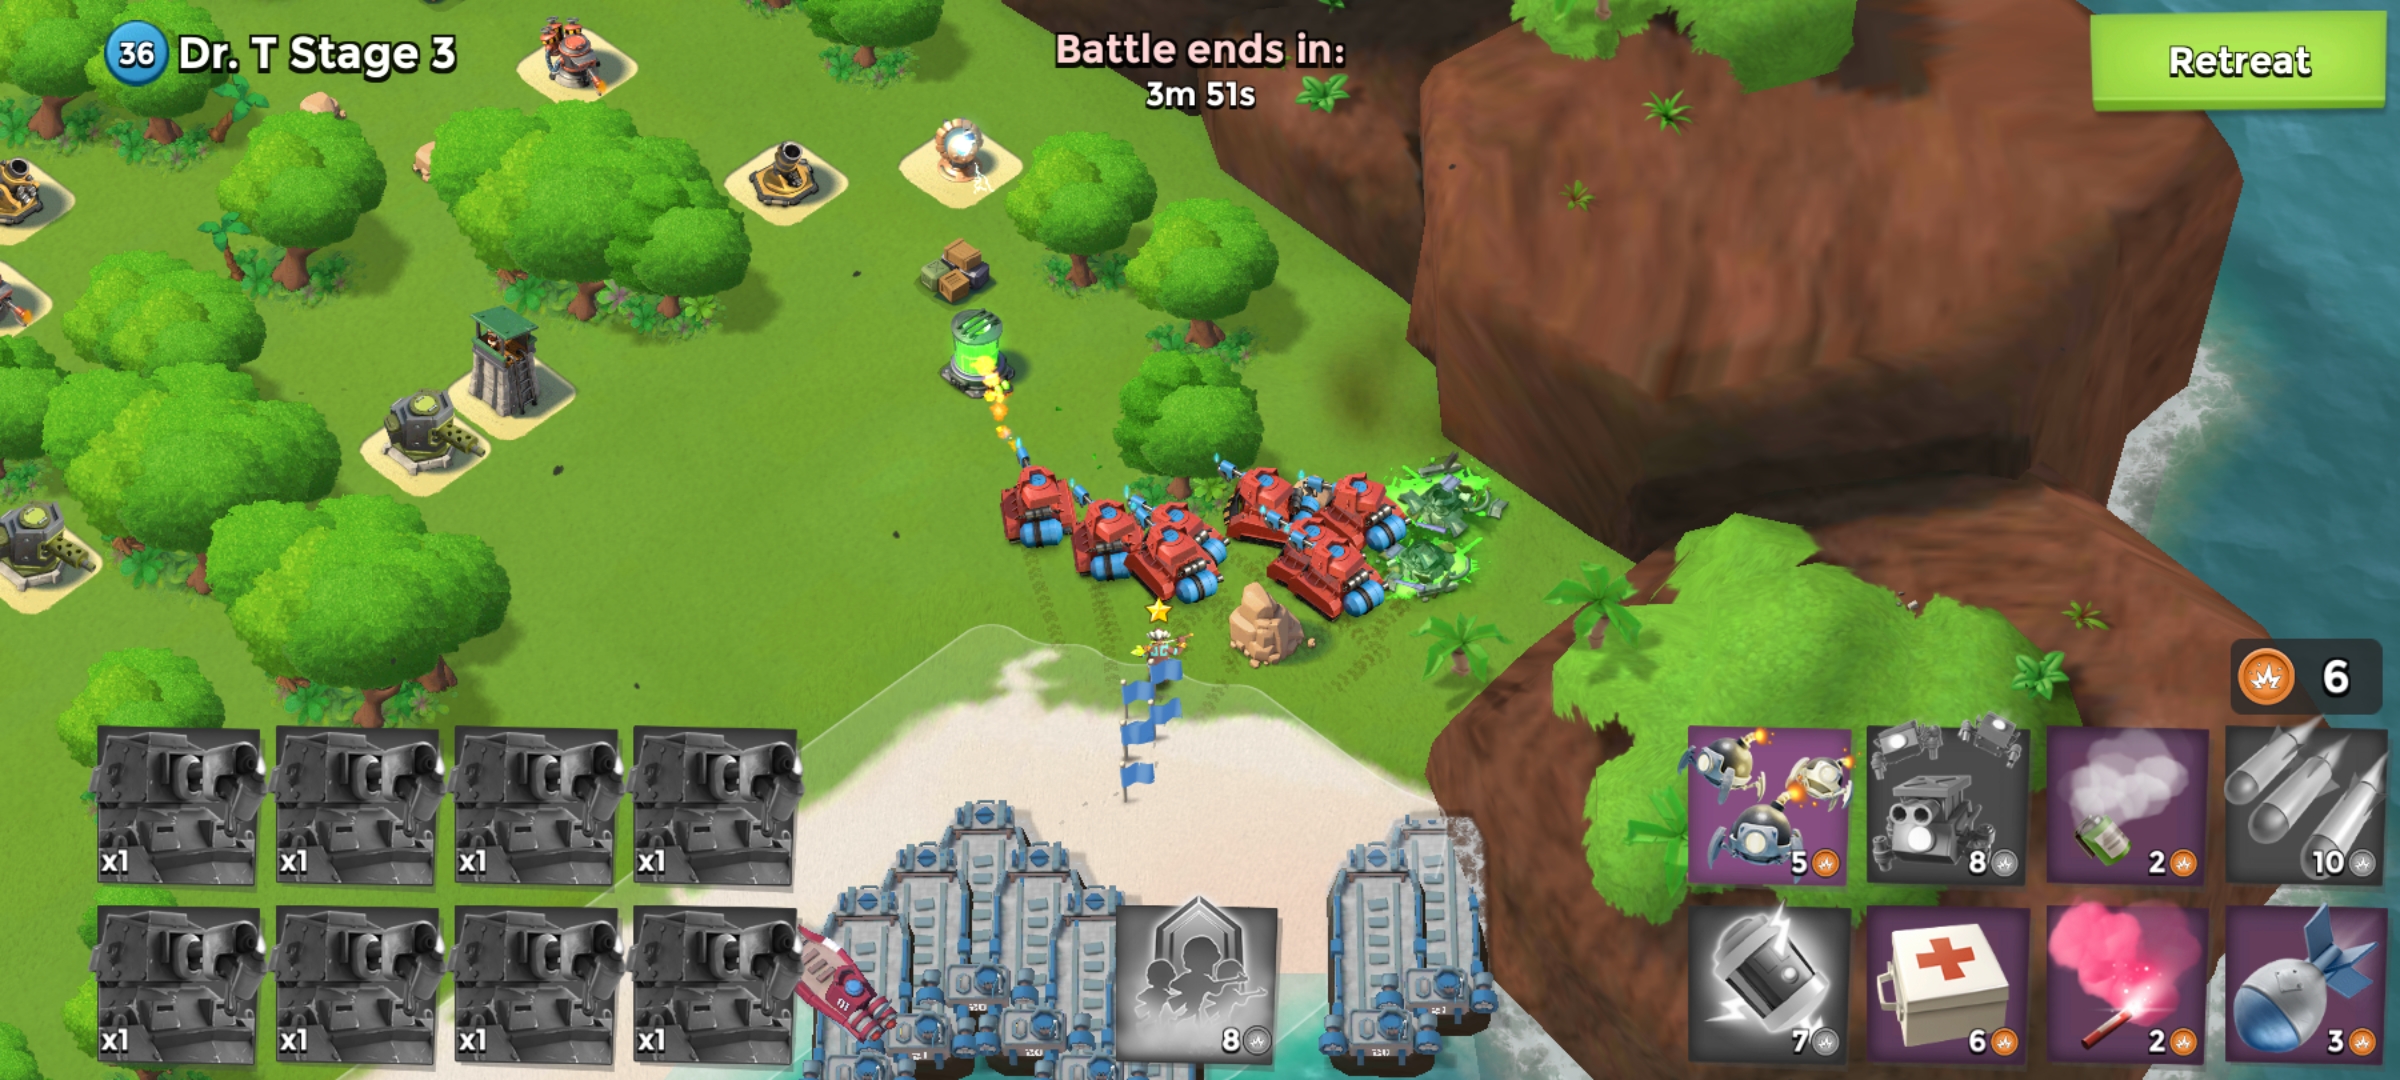 36 Dr. T Stage 3
Battle ends in:
3m 51s
Retreat
6
x1 x1 x1 x1
5 8 2 10
x1 x1 x1 x1
8
7 6 2 3